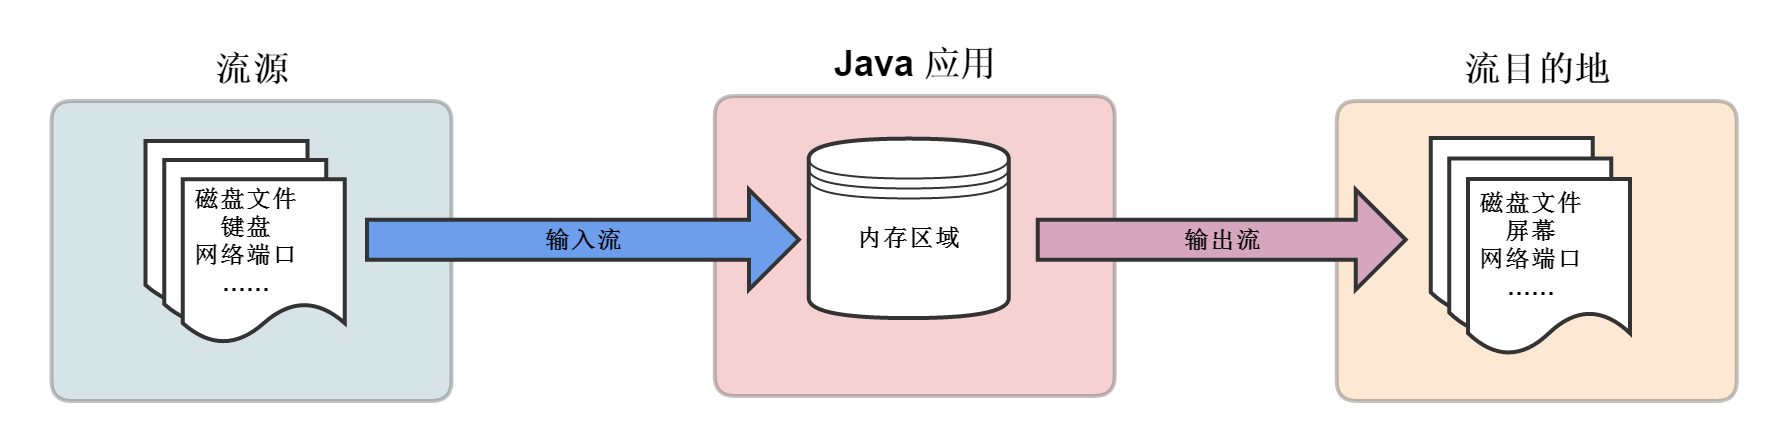 流源
磁盘文件
键盘
网络端口
......
输入流
Java 应用
内存区域
输出流
流目的地
磁盘文件
屏幕
网络端口
......